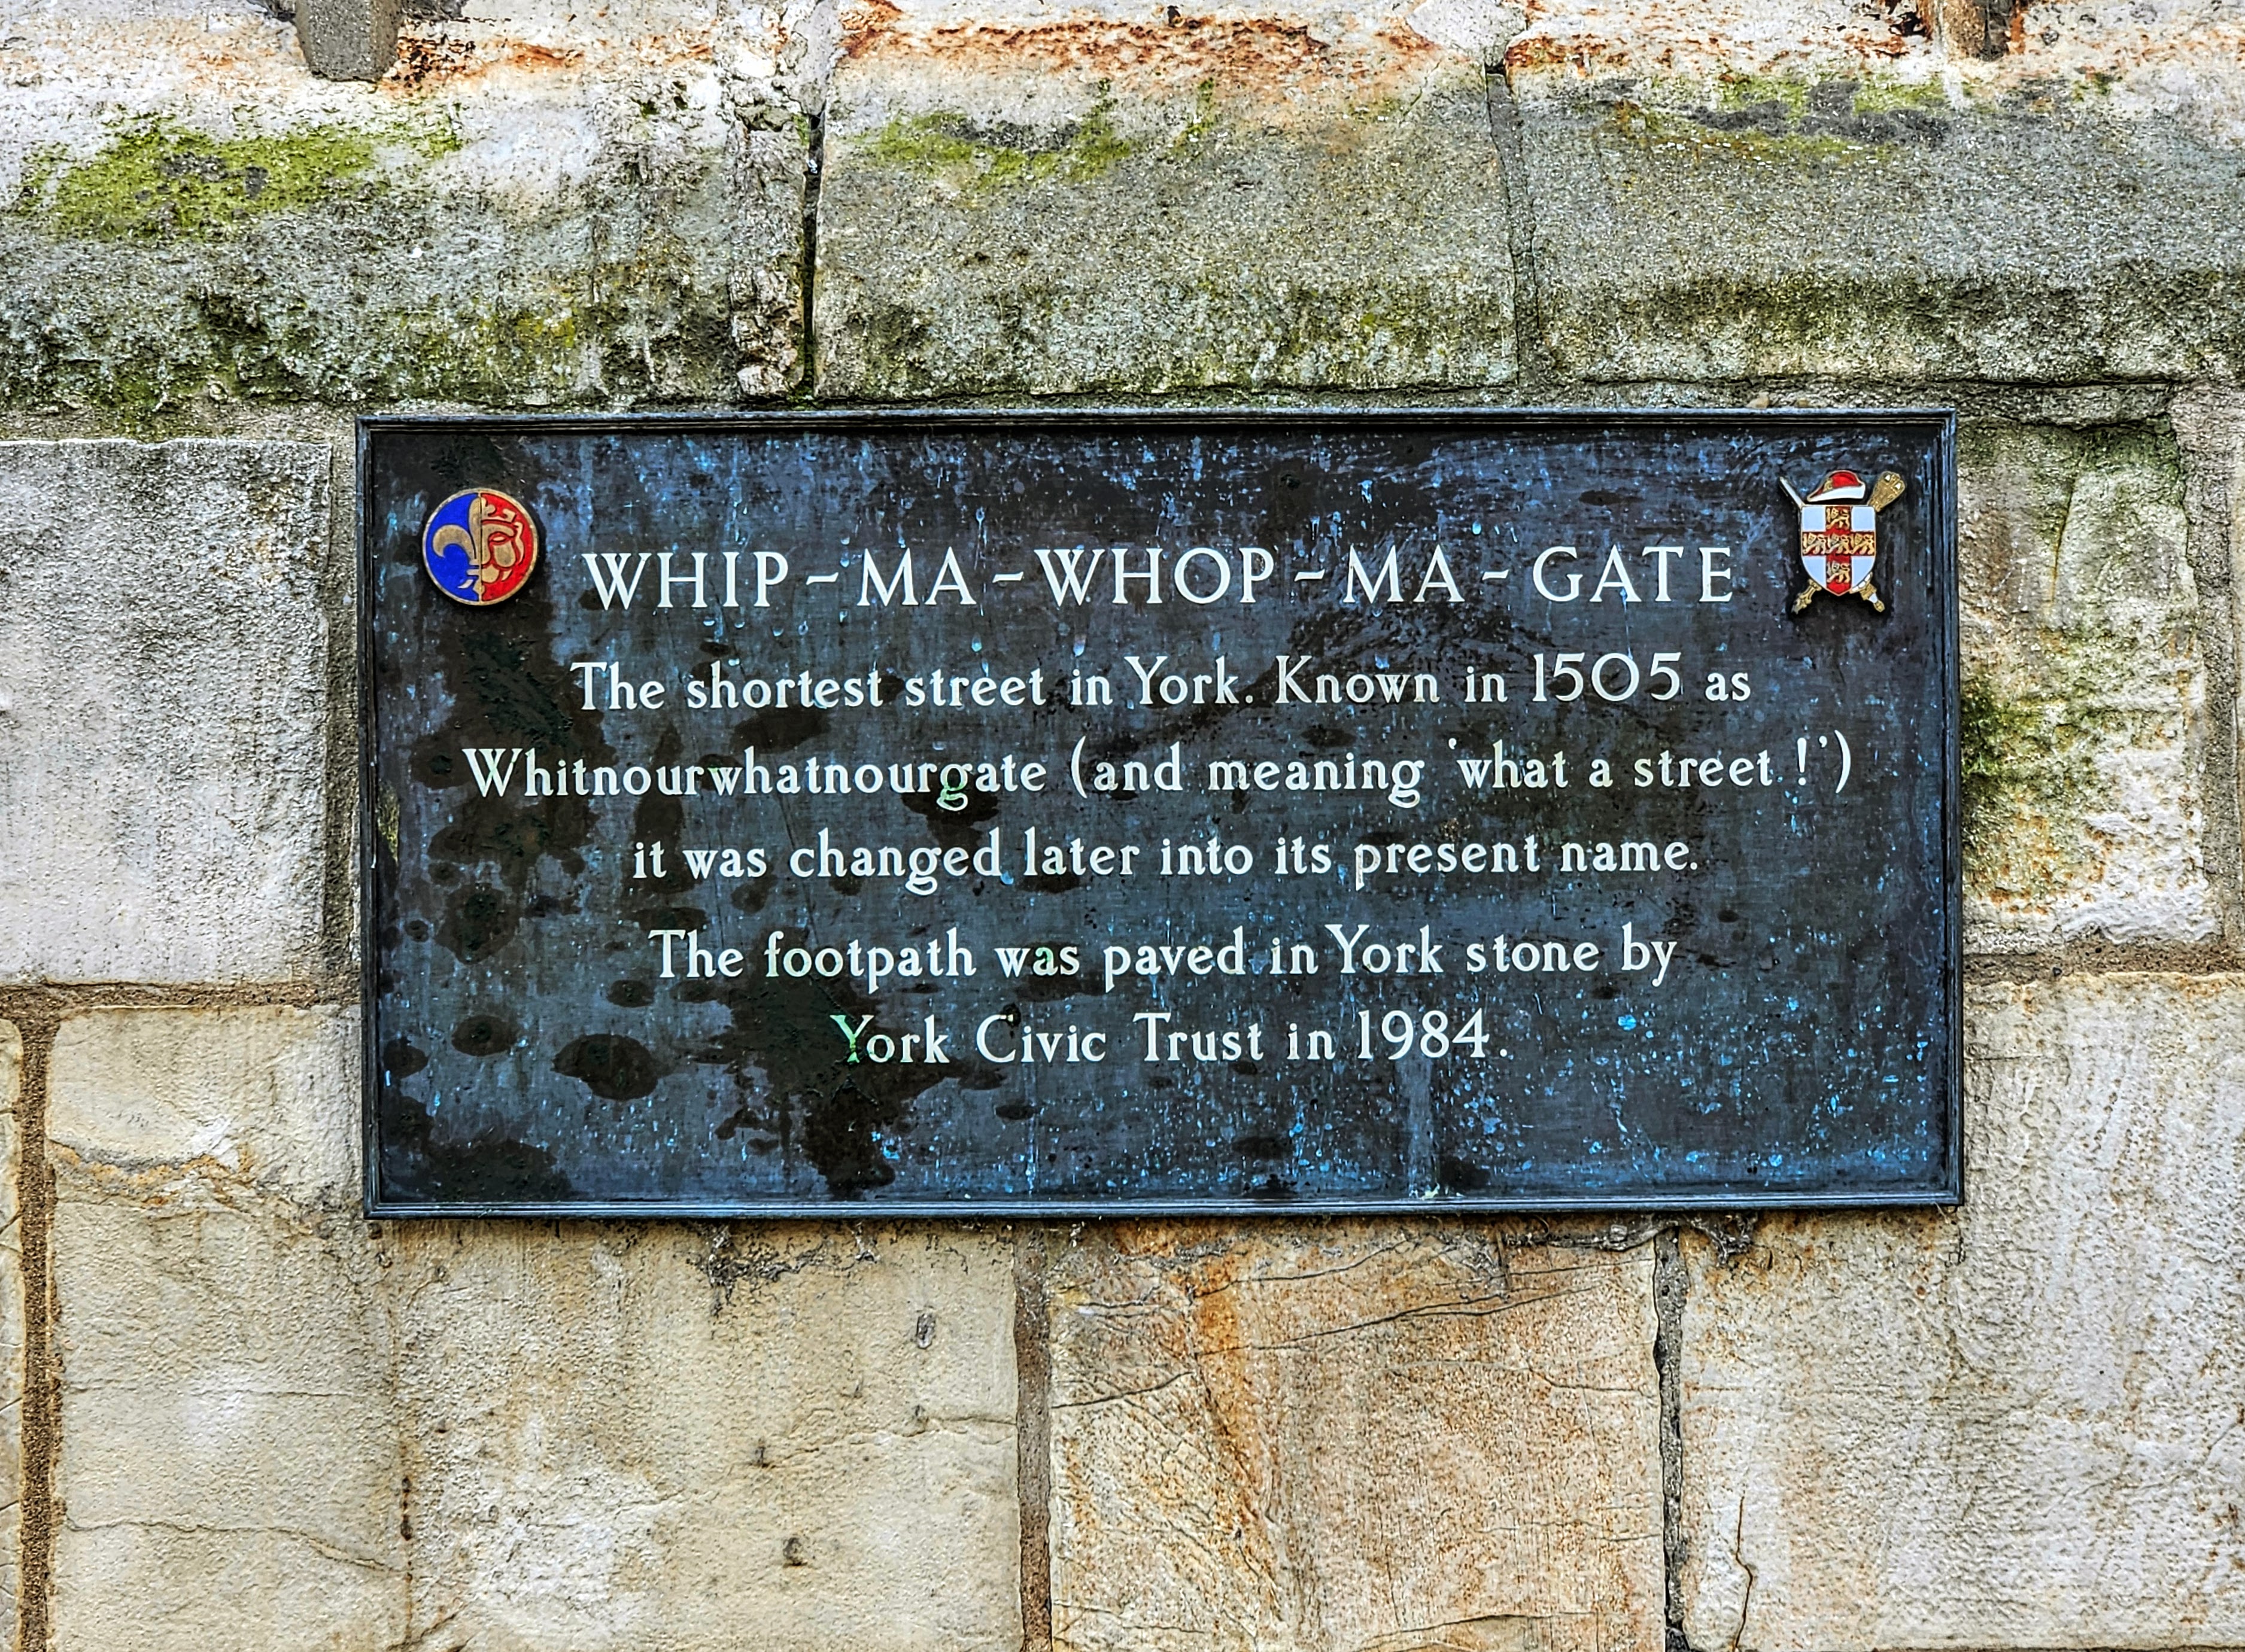 WHIP-MA-WHOP-MA-GATE
The shortest street in York. Known in 1505 as
Whitnourwhatnourgate (and meaning 'what a street!')
it was changed later into its present name.
The footpath was paved in York stone by
York Civic Trust in 1984.